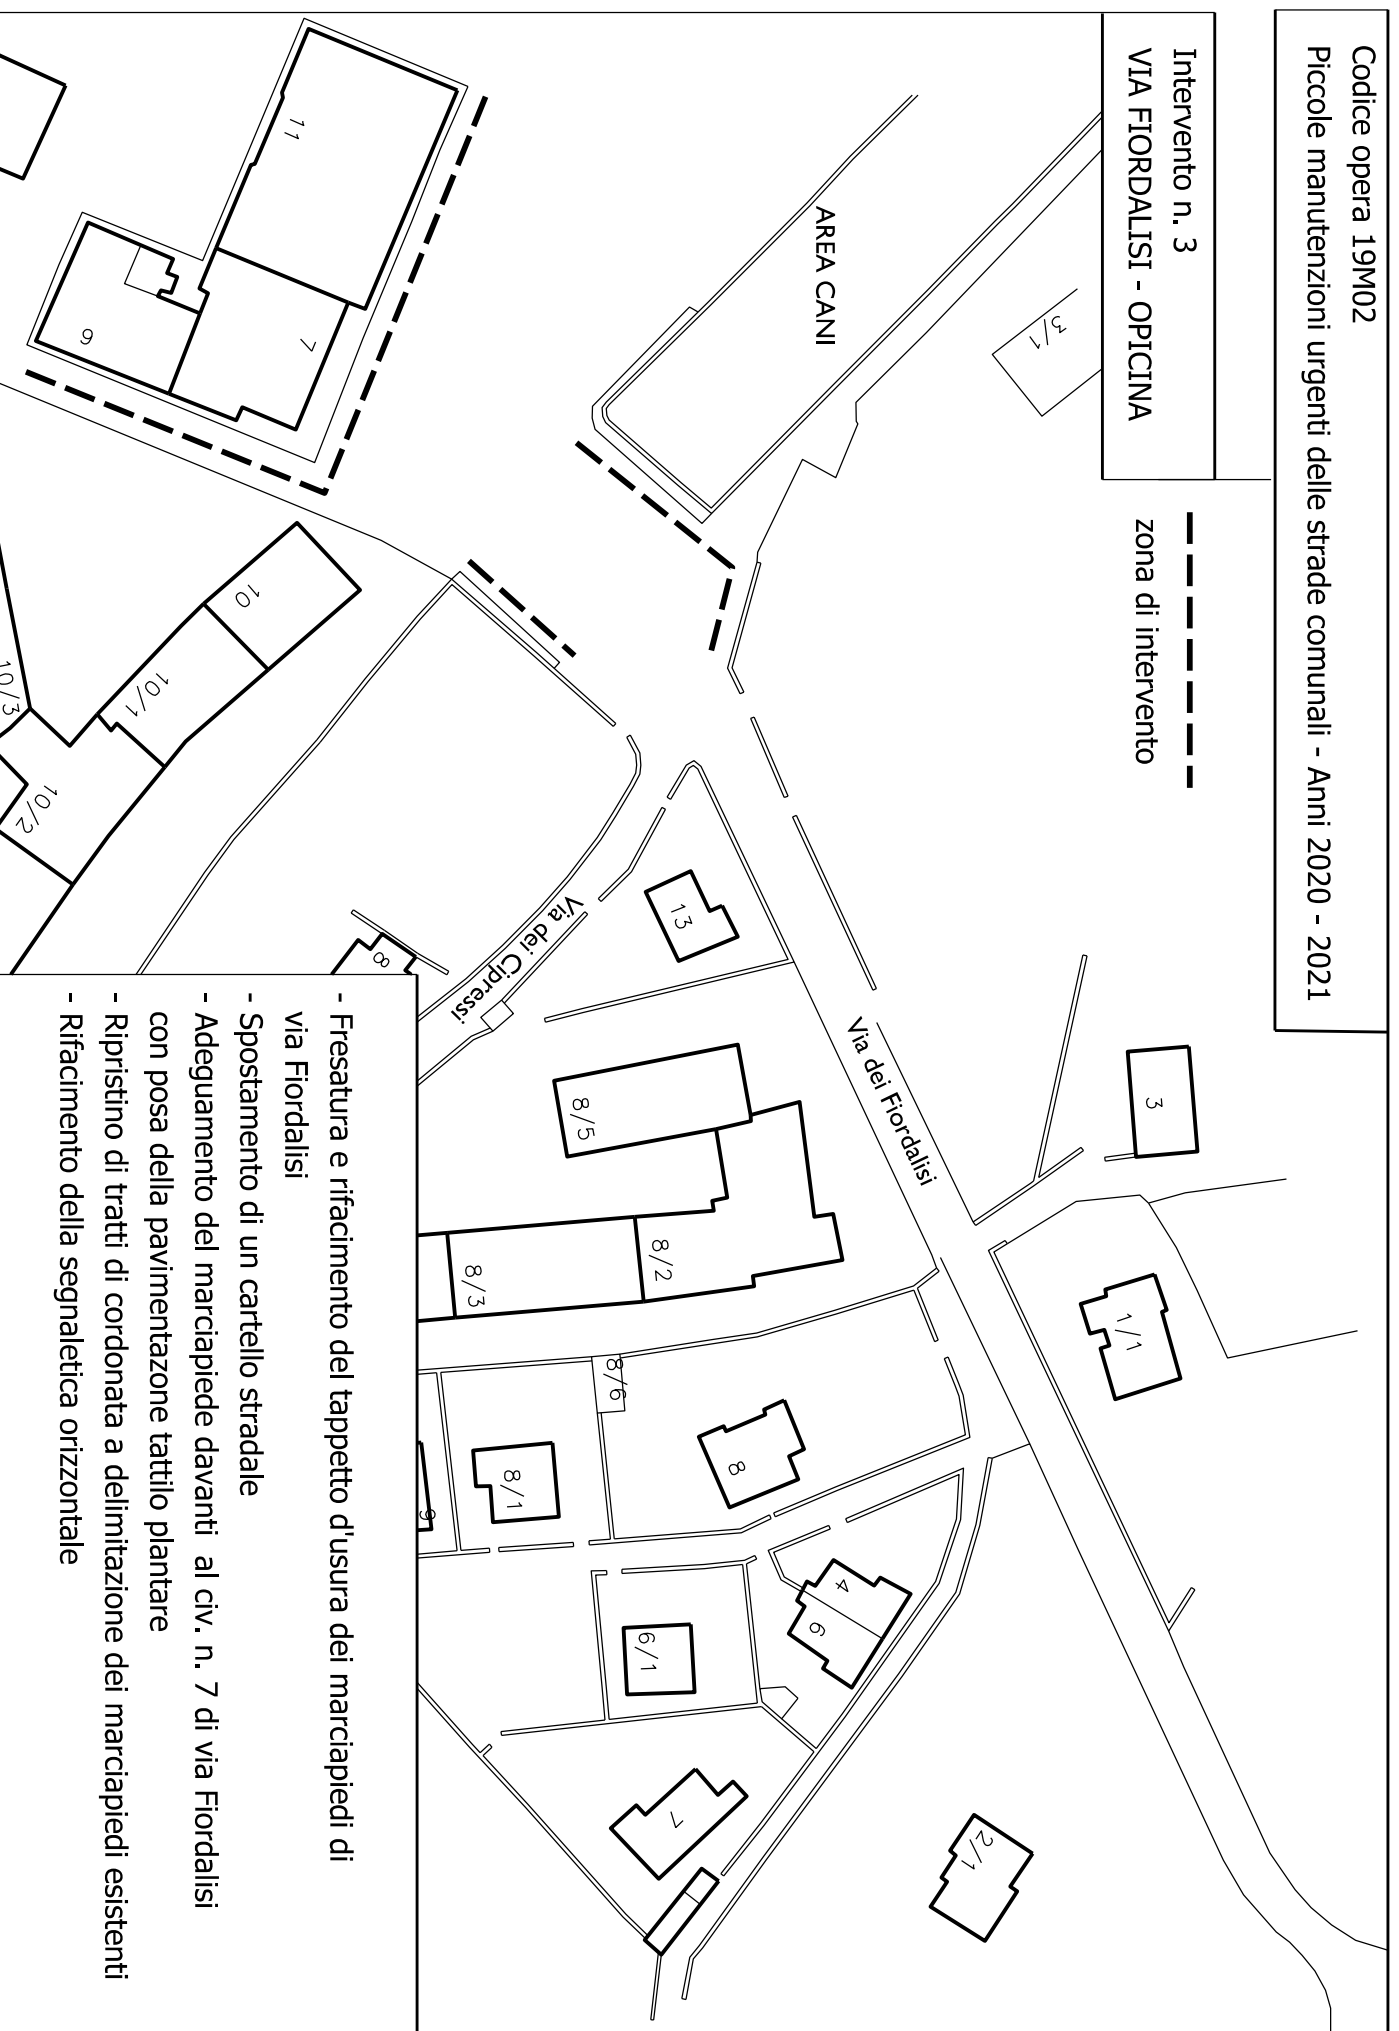 Codice opera 19M02
Piccole manutenzioni urgenti delle strade comunali - Anni 2020 - 2021
Intervento n. 3
VIA FIORDALISI - OPICINA
zona di intervento
3/1
AREA CANI
11
7
6
10
10/1
10/2
10/3
8
Via dei Cipressi
13
Via dei Fiordalisi
3
8/5
8/2
8/3
1/1
8/6
8
8/1
9
4
6
6/1
7
2/1
- Fresatura e rifacimento del tappetto d'usura dei marciapiedi di
via Fiordalisi
- Spostamento di un cartello stradale
- Adeguamento del marciapiede davanti al civ. n. 7 di via Fiordalisi
con posa della pavimentazone tattilo plantare
- Ripristino di tratti di cordonata a delimitazione dei marciapiedi esistenti
- Rifacimento della segnaletica orizzontale